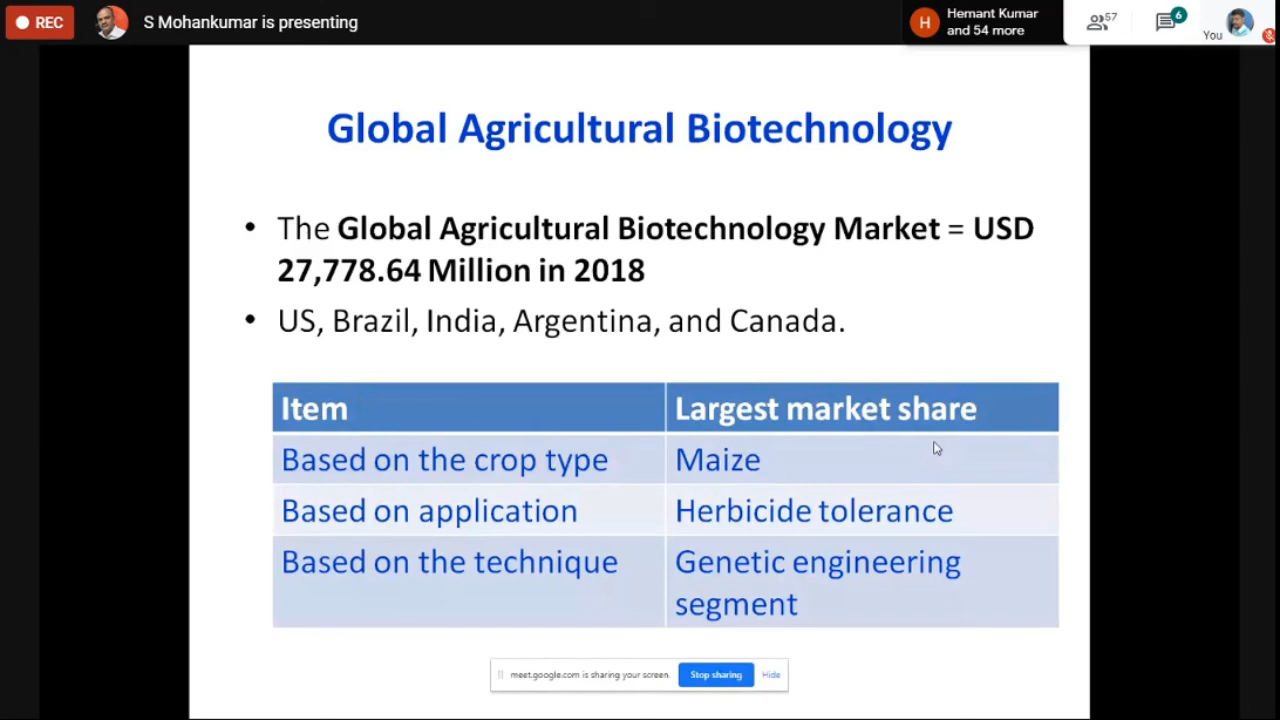 REC
S Mohankumar is presenting
Hemant Kumar
and 54 more
H
57
6
You
Global Agricultural Biotechnology
• The Global Agricultural Biotechnology Market = USD
27,778.64 Million in 2018
• US, Brazil, India, Argentina, and Canada.
Item Largest market share
Based on the crop type Maize
Based on application Herbicide tolerance
Based on the technique Genetic engineering
segment
meet.google.com is sharing your screen. Stop sharing Hide